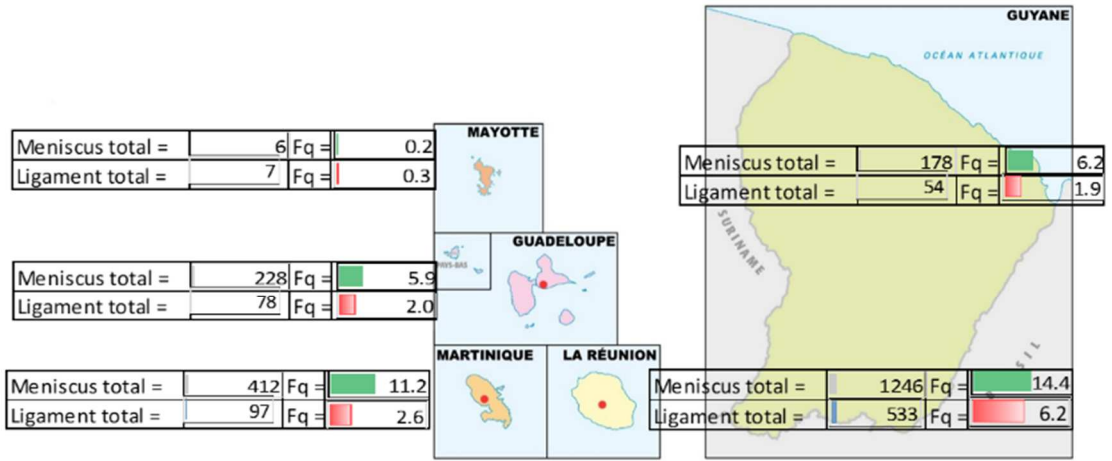 GUYANE
OCÉAN ATLANTIQUE
MAYOTTE
Meniscus total = 6 Fq = 0.2
Ligament total = 7 Fq = 0.3
Meniscus total = 178 Fq = 6.2
Ligament total = 54 Fq = 1.9
SURINAME
GUADELOUPE
PAYS-BAS
Meniscus total = 228 Fq = 5.9
Ligament total = 78 Fq = 2.0
MARTINIQUE
LA RÉUNION
Meniscus total = 412 Fq = 11.2
Ligament total = 97 Fq = 2.6
Meniscus total = 1246 Fq = 14.4
Ligament total = 533 Fq = 6.2